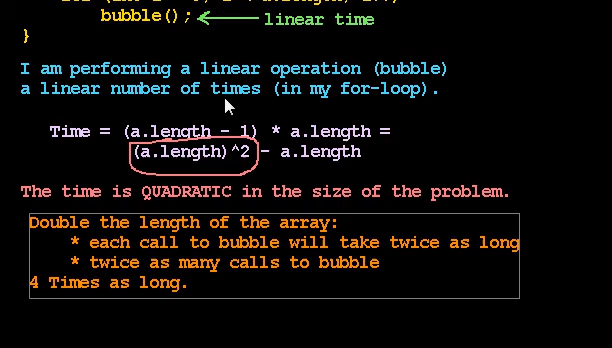 bubble(); linear time
}
I am performing a linear operation (bubble)
a linear number of times (in my for-loop).
Time = (a.length - 1) * a.length =
(a.length)^2 - a.length
The time is QUADRATIC in the size of the problem.
Double the length of the array:
* each call to bubble will take twice as long
* twice as many calls to bubble
4 Times as long.